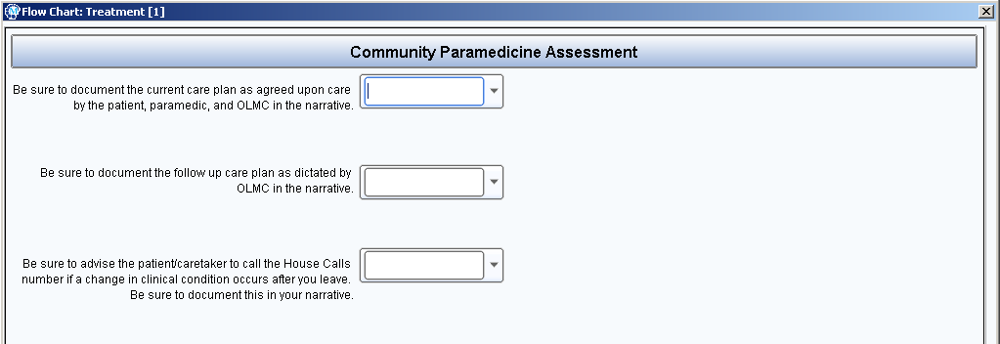 Flow Chart: Treatment [1]
Community Paramedicine Assessment
Be sure to document the current care plan as agreed upon care
by the patient, paramedic, and OLMC in the narrative.
Be sure to document the follow up care plan as dictated by
OLMC in the narrative.
Be sure to advise the patient/caretaker to call the House Calls
number if a change in clinical condition occurs after you leave.
Be sure to document this in your narrative.